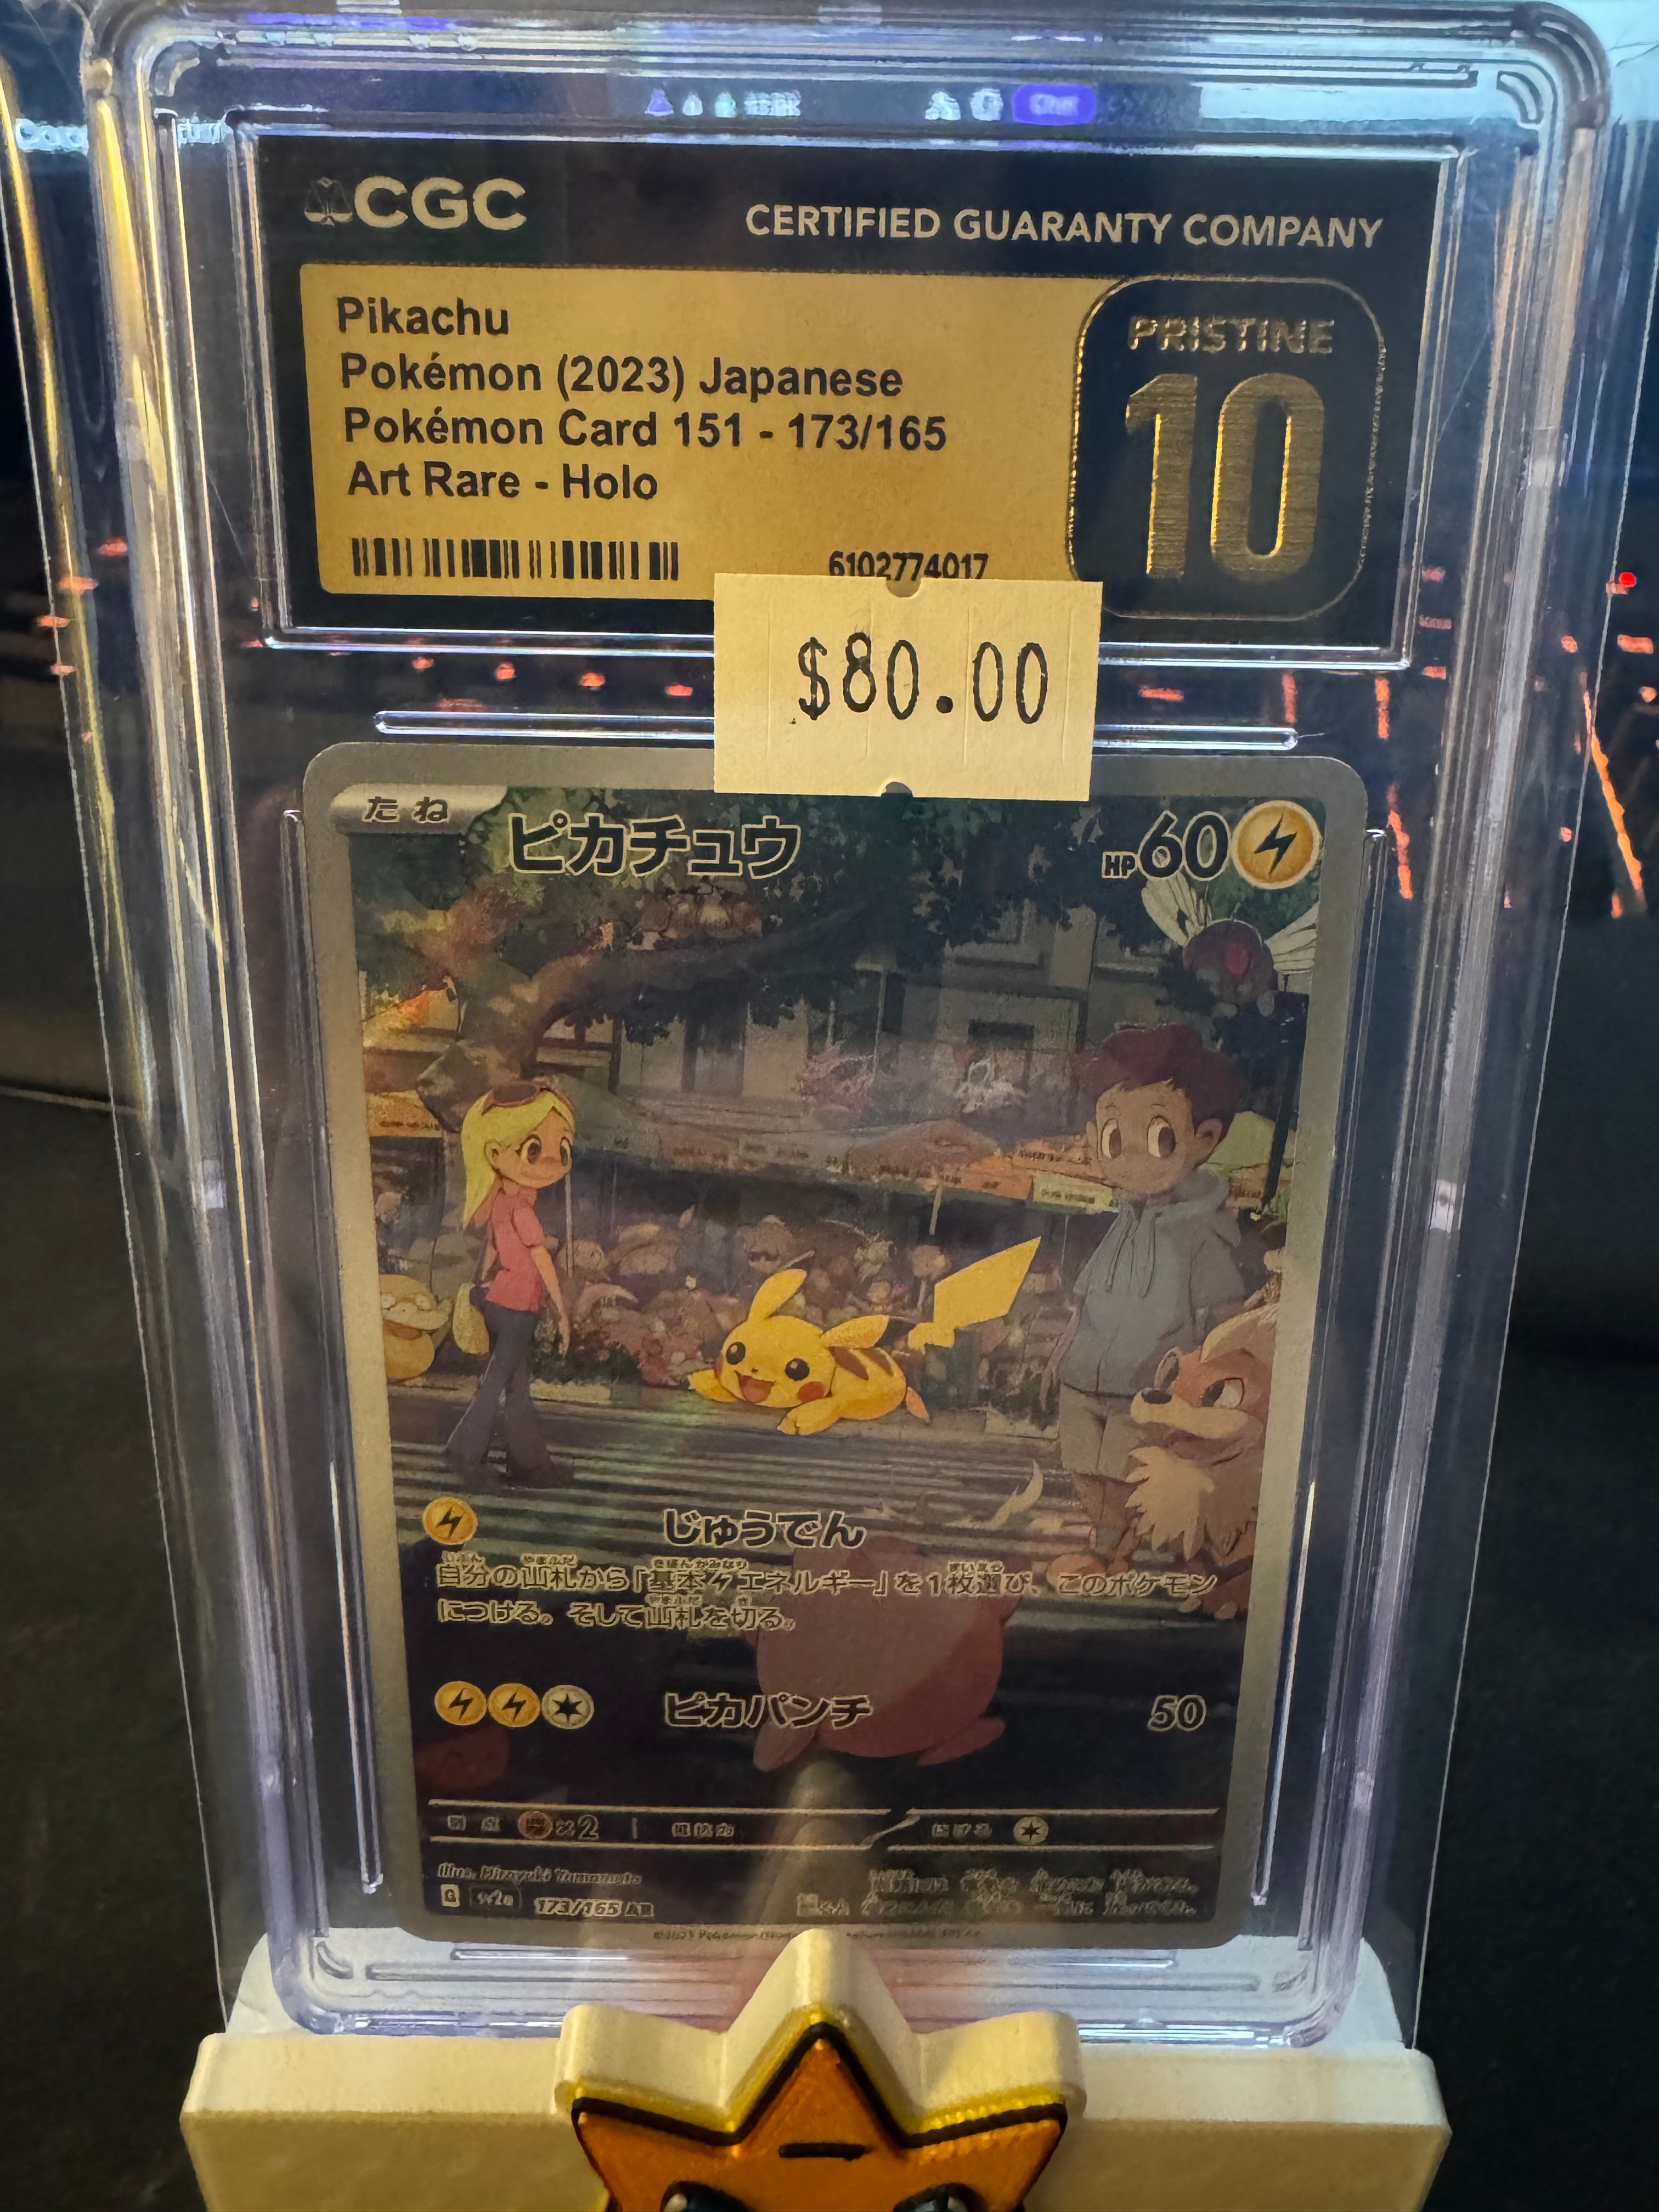 CGC
CERTIFIED GUARANTY COMPANY
Pikachu
Pokémon (2023) Japanese
Pokémon Card 151 - 173/165
Art Rare - Holo
6102774017
PRISTINE
10
$80.00
たね
ピカチュウ
HP60
じゅうでん
自分の山札から「基本エネルギー」を1枚選び、このポケモン
につける。そして山札を切る。
ピカパンチ
50
×2
Illus.
G
sv2a
173/165 AR